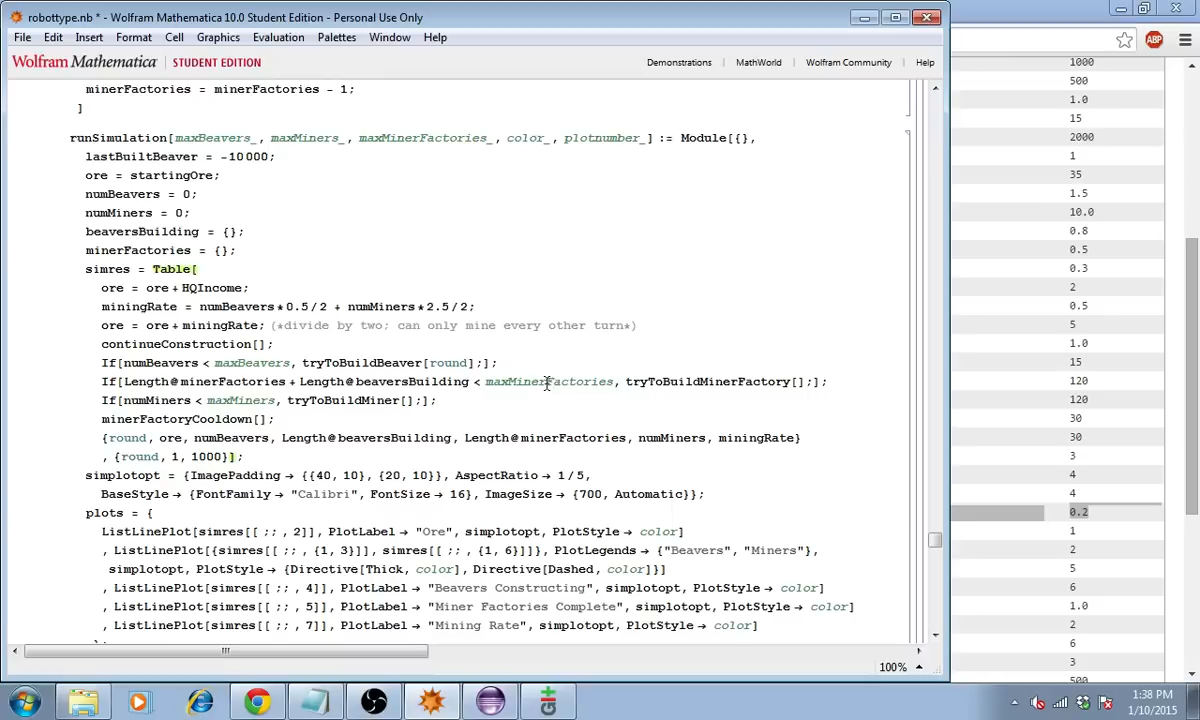 robottype.nb * - Wolfram Mathematica 10.0 Student Edition - Personal Use Only
File Edit Insert Format Cell Graphics Evaluation Palettes Window Help
Wolfram Mathematica | STUDENT EDITION Demonstrations | MathWorld | Wolfram Community | Help
minerFactories = minerFactories - 1;
]
runSimulation[maxBeavers_, maxMiners_, maxMinerFactories_, color_, plotnumber_] := Module[{},
lastBuiltBeaver = -10000;
ore = startingOre;
numBeavers = 0;
numMiners = 0;
beaversBuilding = {};
minerFactories = {};
simres = Table[
ore = ore + HQIncome;
miningRate = numBeavers*0.5/2 + numMiners*2.5/2;
ore = ore + miningRate; (*divide by two; can only mine every other turn*)
continueConstruction[];
If[numBeavers < maxBeavers, tryToBuildBeaver[round];];
If[Length@minerFactories + Length@beaversBuilding < maxMinerFactories, tryToBuildMinerFactory[];];
If[numMiners < maxMiners, tryToBuildMiner[];];
minerFactoryCooldown[];
{round, ore, numBeavers, Length@beaversBuilding, Length@minerFactories, numMiners, miningRate}
, {round, 1, 1000}];
simplotopt = {ImagePadding → {{40, 10}, {20, 10}}, AspectRatio → 1/5,
BaseStyle → {FontFamily → "Calibri", FontSize → 16}, ImageSize → {700, Automatic}};
plots = {
ListLinePlot[simres[[ ;; , 2]], PlotLabel → "Ore", simplotopt, PlotStyle → color]
, ListLinePlot[{simres[[ ;; , {1, 3}]], simres[[ ;; , {1, 6}]]}, PlotLegends → {"Beavers", "Miners"},
simplotopt, PlotStyle → {Directive[Thick, color], Directive[Dashed, color]}]
, ListLinePlot[simres[[ ;; , 4]], PlotLabel → "Beavers Constructing", simplotopt, PlotStyle → color]
, ListLinePlot[simres[[ ;; , 5]], PlotLabel → "Miner Factories Complete", simplotopt, PlotStyle → color]
, ListLinePlot[simres[[ ;; , 7]], PlotLabel → "Mining Rate", simplotopt, PlotStyle → color]
100%
ABP
1000
500
1.0
15
2000
1
35
1.5
10.0
0.8
0.5
0.3
2
0.5
5
1.0
15
120
120
30
30
3
4
4
0.2
1
2
5
6
1.0
2
6
3
500
1:38 PM
1/10/2015